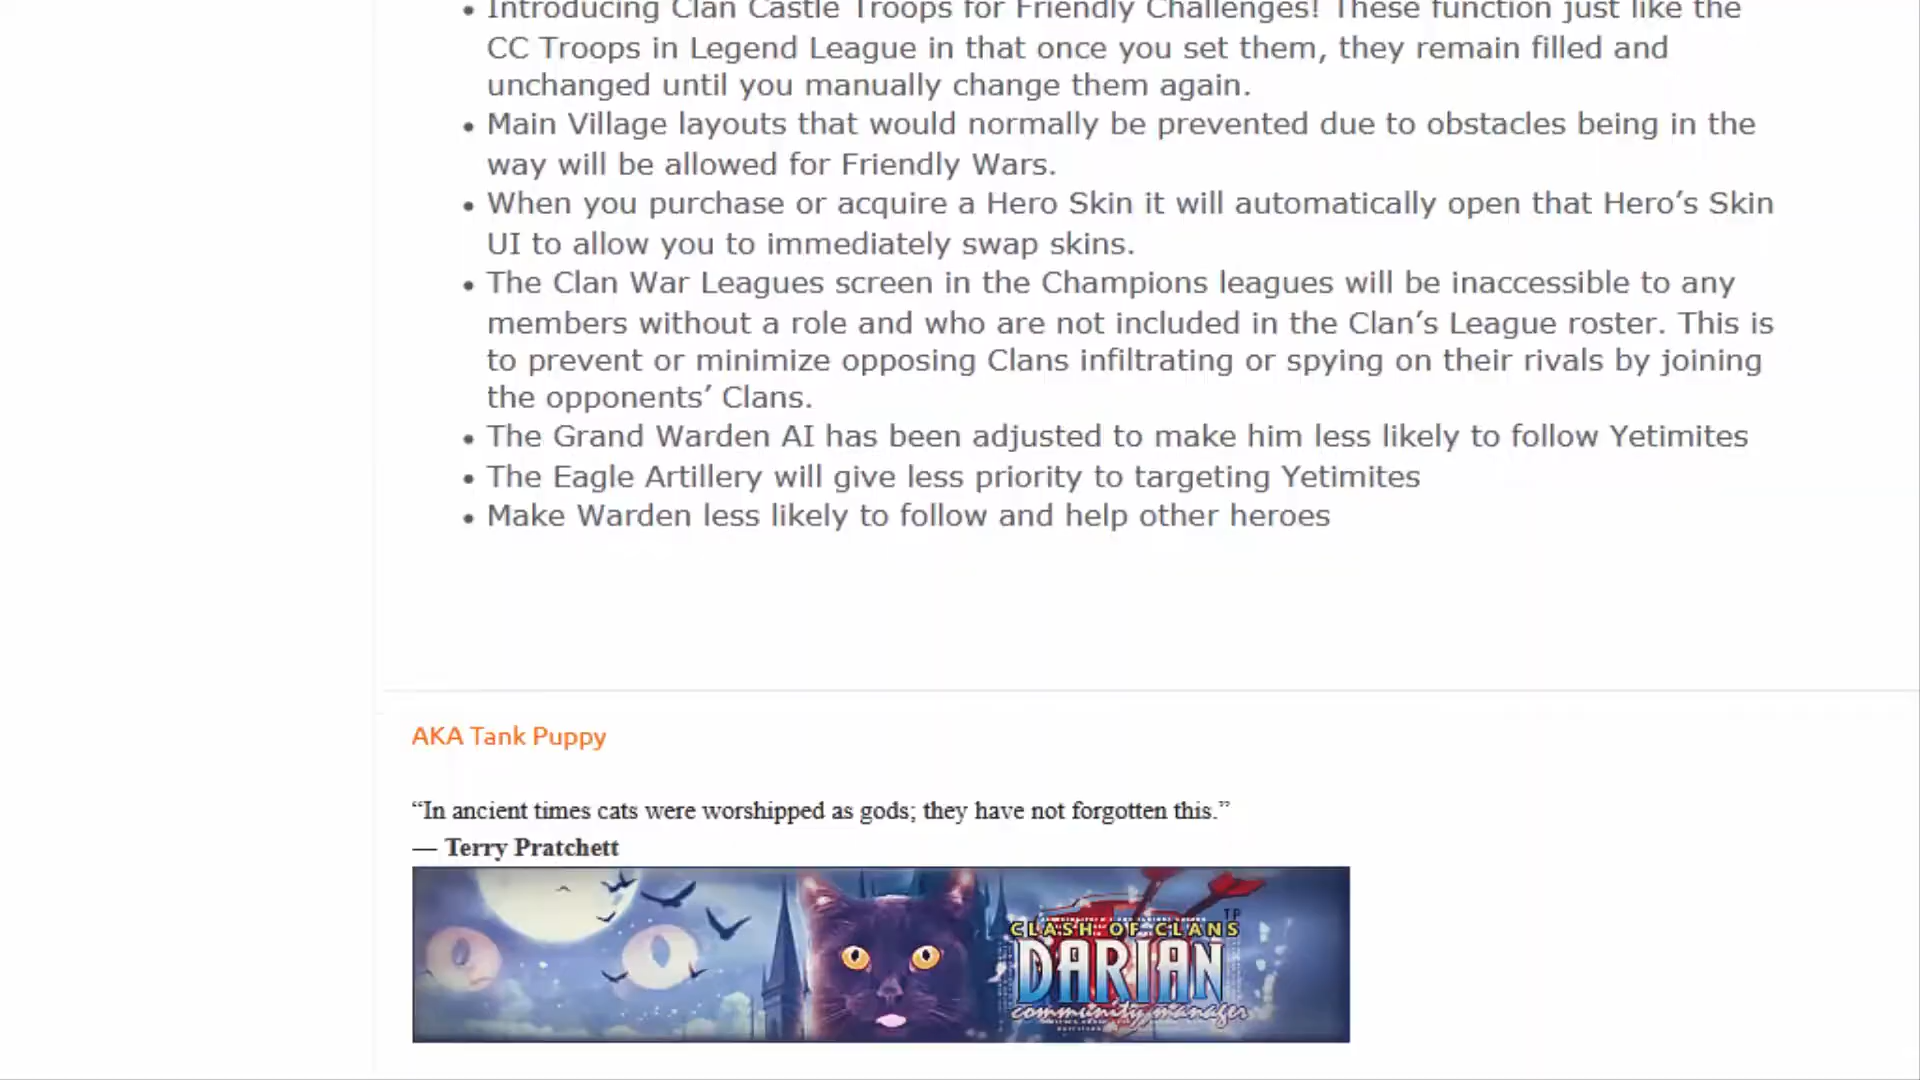 Introducing Clan Castle Troops for Friendly Challenges! These function just like the
CC Troops in Legend League in that once you set them, they remain filled and
unchanged until you manually change them again.
Main Village layouts that would normally be prevented due to obstacles being in the
way will be allowed for Friendly Wars.
When you purchase or acquire a Hero Skin it will automatically open that Hero’s Skin
UI to allow you to immediately swap skins.
The Clan War Leagues screen in the Champions leagues will be inaccessible to any
members without a role and who are not included in the Clan’s League roster. This is
to prevent or minimize opposing Clans infiltrating or spying on their rivals by joining
the opponents’ Clans.
The Grand Warden AI has been adjusted to make him less likely to follow Yetimites
The Eagle Artillery will give less priority to targeting Yetimites
Make Warden less likely to follow and help other heroes
AKA Tank Puppy
“In ancient times cats were worshipped as gods; they have not forgotten this.”
— Terry Pratchett
TP
CLASH OF CLANS
DARIAN
community manager